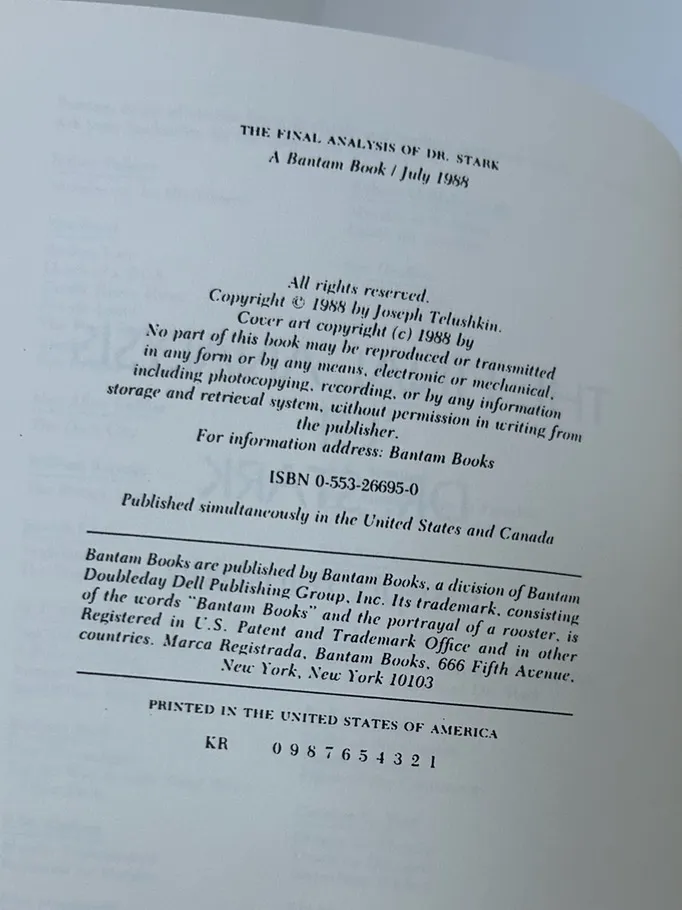 THE FINAL ANALYSIS OF DR. STARK
A Bantam Book / July 1988
All rights reserved.
Copyright © 1988 by Joseph Telushkin.
Cover art copyright (c) 1988 by
No part of this book may be reproduced or transmitted
in any form or by any means, electronic or mechanical,
including photocopying, recording, or by any information
storage and retrieval system, without permission in writing from
the publisher.
For information address: Bantam Books
ISBN 0-553-26695-0
Published simultaneously in the United States and Canada
Bantam Books are published by Bantam Books, a division of Bantam
Doubleday Dell Publishing Group, Inc. Its trademark, consisting
of the words "Bantam Books" and the portrayal of a rooster, is
Registered in U.S. Patent and Trademark Office and in other
countries. Marca Registrada, Bantam Books, 666 Fifth Avenue,
New York, New York 10103
PRINTED IN THE UNITED STATES OF AMERICA
KR 0 9 8 7 6 5 4 3 2 1